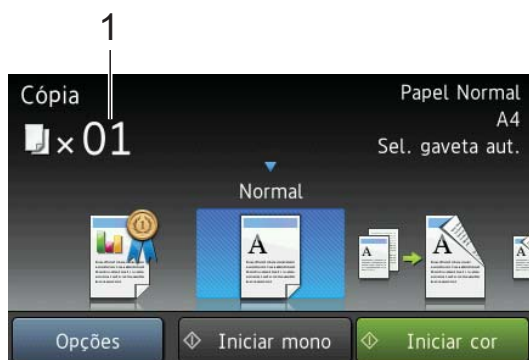 1
Cópia
Papel Normal
A4
×01
Sel. gaveta aut.
Normal
A
A
Opções
Iniciar mono
Iniciar cor